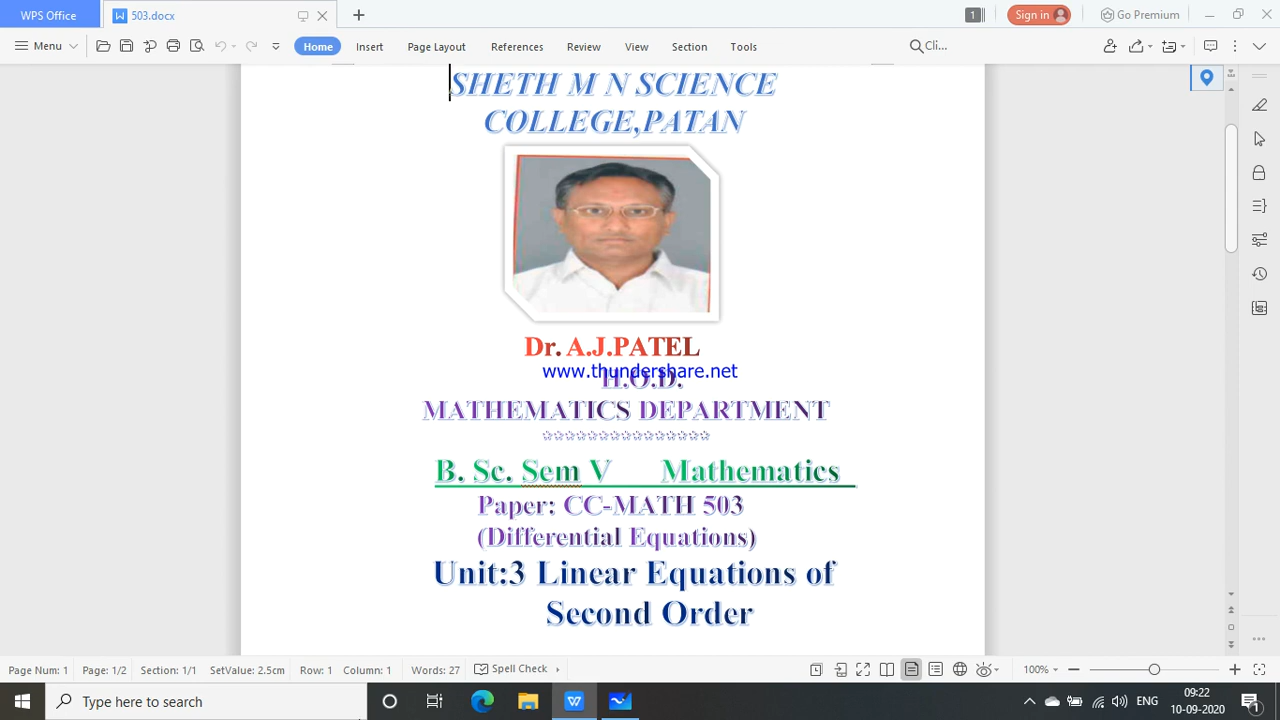 WPS Office
503.docx
1
Sign in
Go Premium
Menu
Home
Insert
Page Layout
References
Review
View
Section
Tools
Cli...
SHETH M N SCIENCE
COLLEGE,PATAN
Dr. A.J.PATEL
www.thundershare.net
H.O.D.
MATHEMATICS DEPARTMENT
B. Sc. Sem V Mathematics
Paper: CC-MATH 503
(Differential Equations)
Unit:3 Linear Equations of
Second Order
Page Num: 1
Page: 1/2
Section: 1/1
SetValue: 2.5cm
Row: 1
Column: 1
Words: 27
Spell Check
100%
Type here to search
ENG
09:22
10-09-2020
1